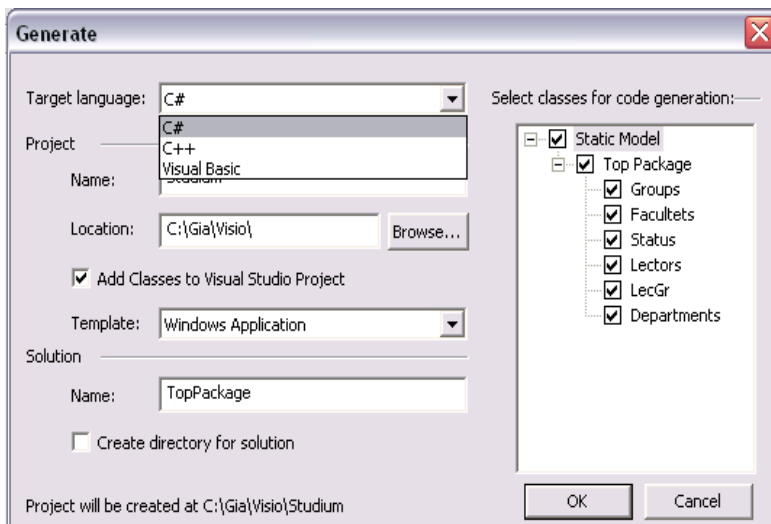 Generate
Target language: C#
C#
C++
Visual Basic
Project
Name: Studium
Location: C:\Gia\Visio\ Browse...
Add Classes to Visual Studio Project
Template: Windows Application
Solution
Name: TopPackage
Create directory for solution
Project will be created at C:\Gia\Visio\Studium
Select classes for code generation:
Static Model
Top Package
Groups
Facultets
Status
Lectors
LecGr
Departments
OK Cancel